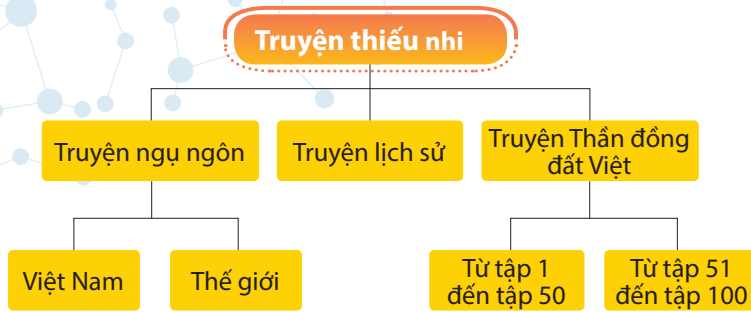 Truyện thiếu nhi
Truyện ngụ ngôn
Truyện lịch sử
Truyện Thần đồng
đất Việt
Việt Nam
Thế giới
Từ tập 1
đến tập 50
Từ tập 51
đến tập 100